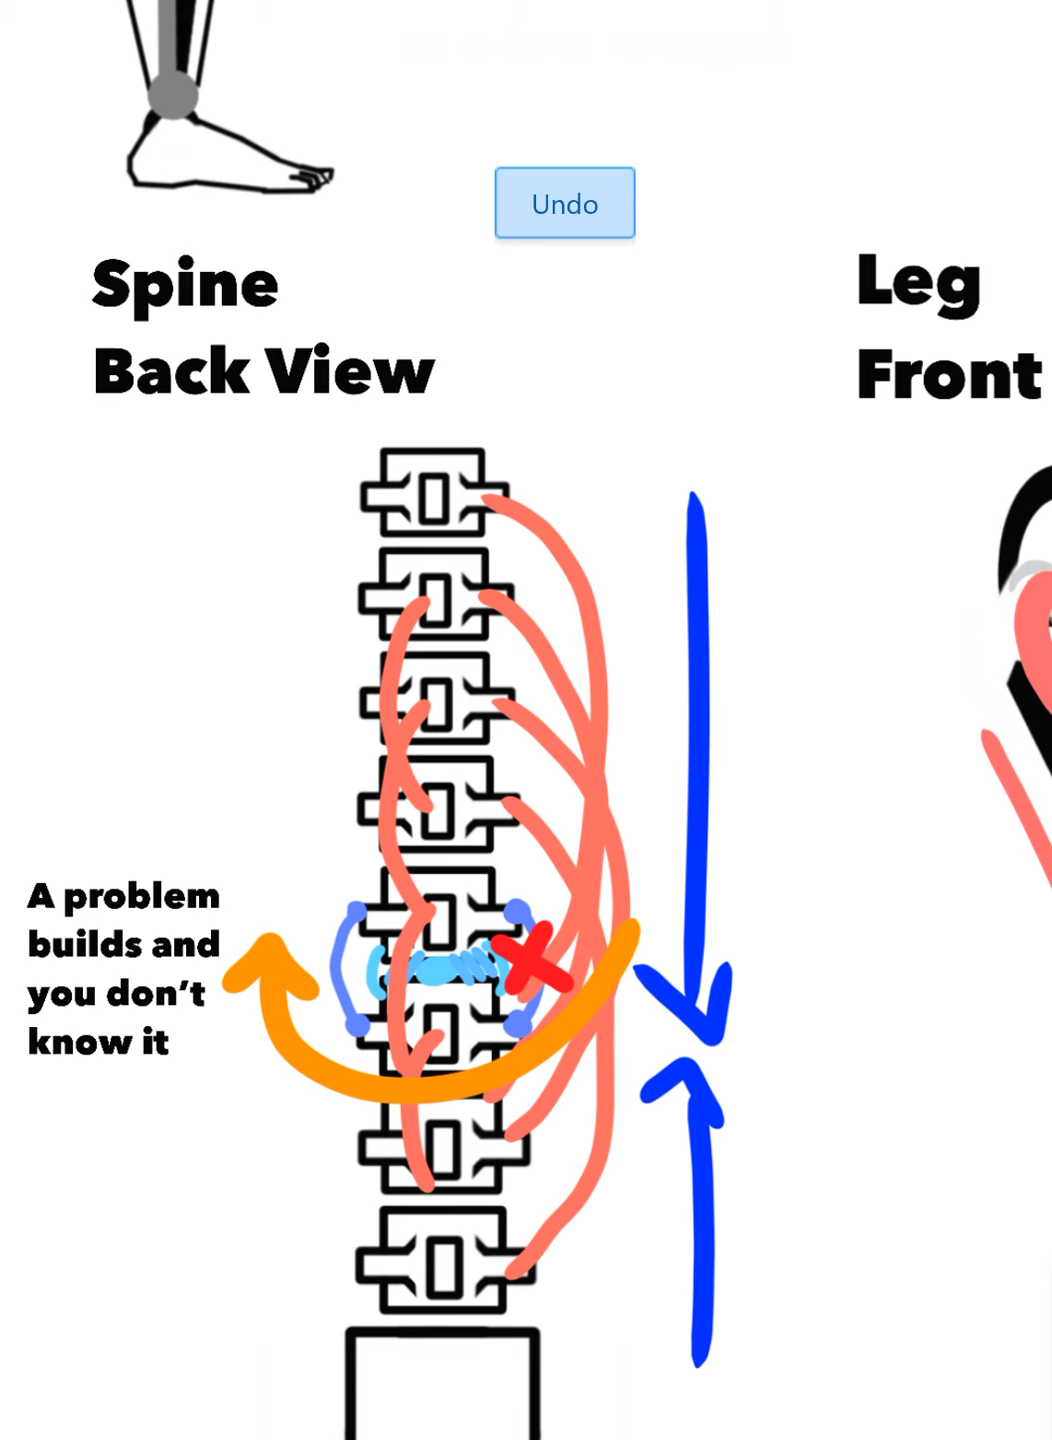 Undo
Spine
Back View
Leg
Front
A problem
builds and
you don't
know it